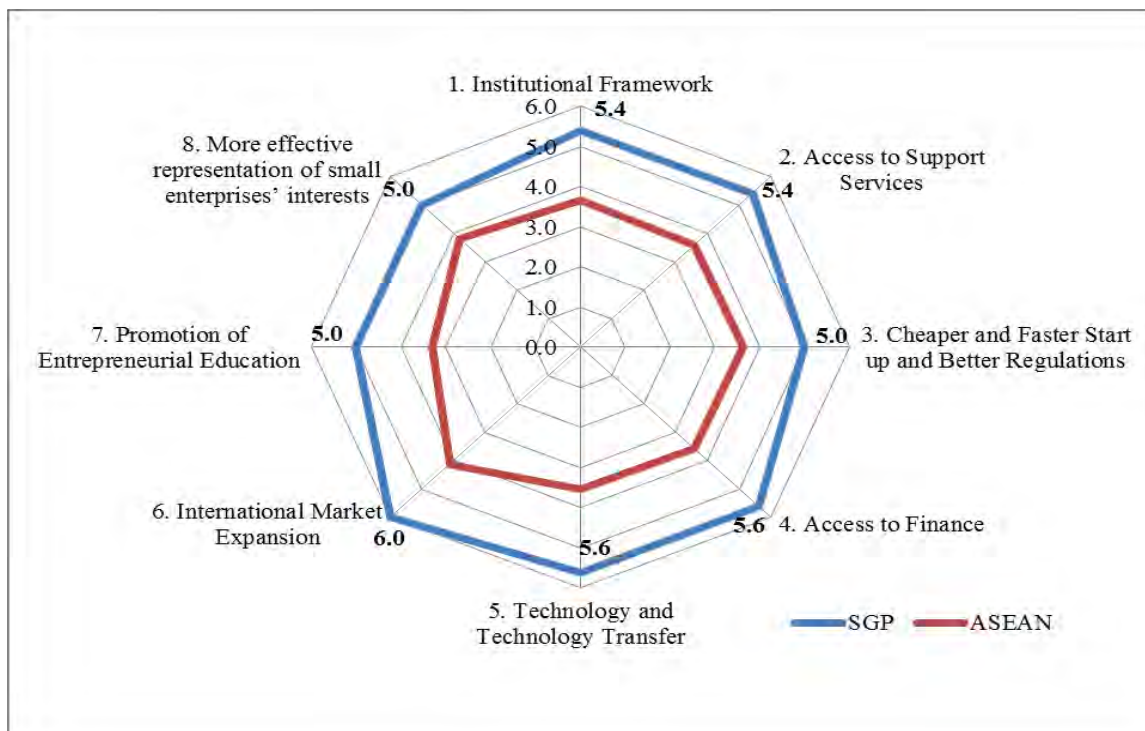 1. Institutional Framework
5.4
6.0
5.0
4.0
3.0
2.0
1.0
0.0
2. Access to Support
Services
5.4
3. Cheaper and Faster Start
up and Better Regulations
5.0
4. Access to Finance
5.6
5. Technology and
Technology Transfer
5.6
6. International Market
Expansion
6.0
7. Promotion of
Entrepreneurial Education
5.0
8. More effective
representation of small
enterprises’ interests
5.0
SGP
ASEAN